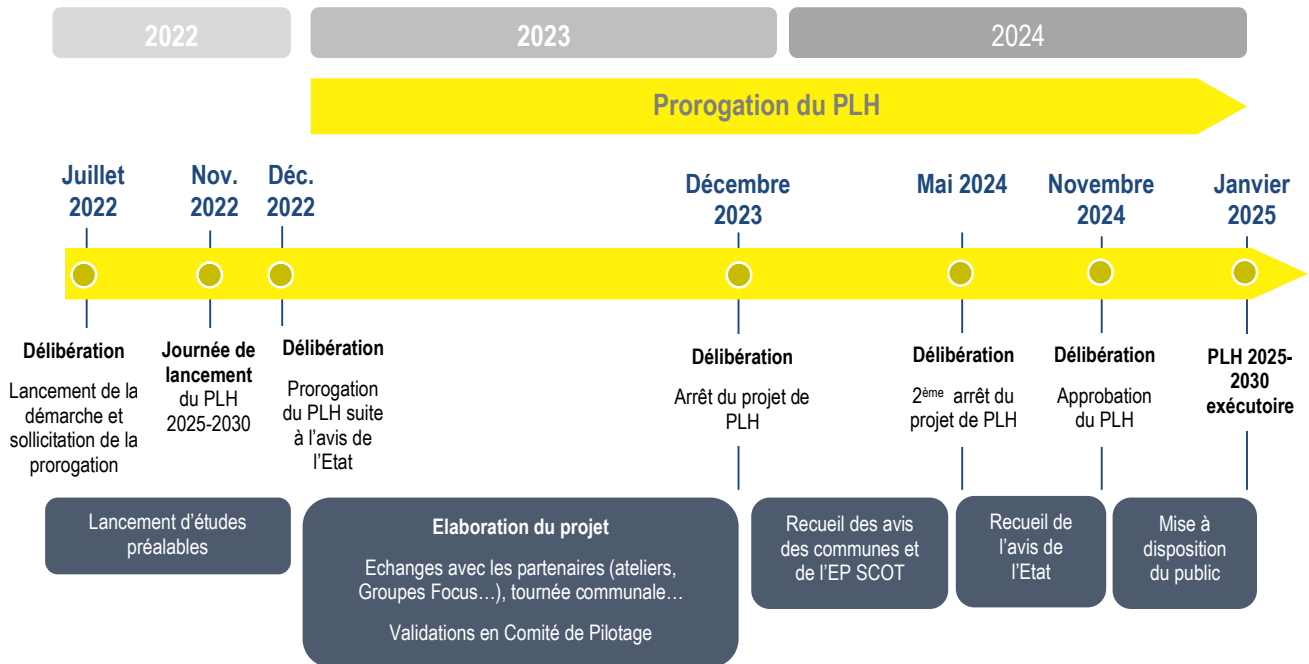 2022
2023
2024
Prorogation du PLH
Juillet
2022
Nov.
2022
Déc.
2022
Décembre
2023
Mai 2024
Novembre
2024
Janvier
2025
Délibération
Lancement de la
démarche et
sollicitation de la
prorogation
Journée de
lancement
du PLH
2025-2030
Délibération
Prorogation
du PLH suite
à l’avis de
l’Etat
Délibération
Arrêt du projet de
PLH
Délibération
2ème arrêt du
projet de PLH
Délibération
Approbation
du PLH
PLH 2025-
2030
exécutoire
Lancement d’études
préalables
Elaboration du projet
Echanges avec les partenaires (ateliers,
Groupes Focus…), tournée communale…
Validations en Comité de Pilotage
Recueil des avis
des communes et
de l’EP SCOT
Recueil de
l’avis de
l’Etat
Mise à
disposition
du public